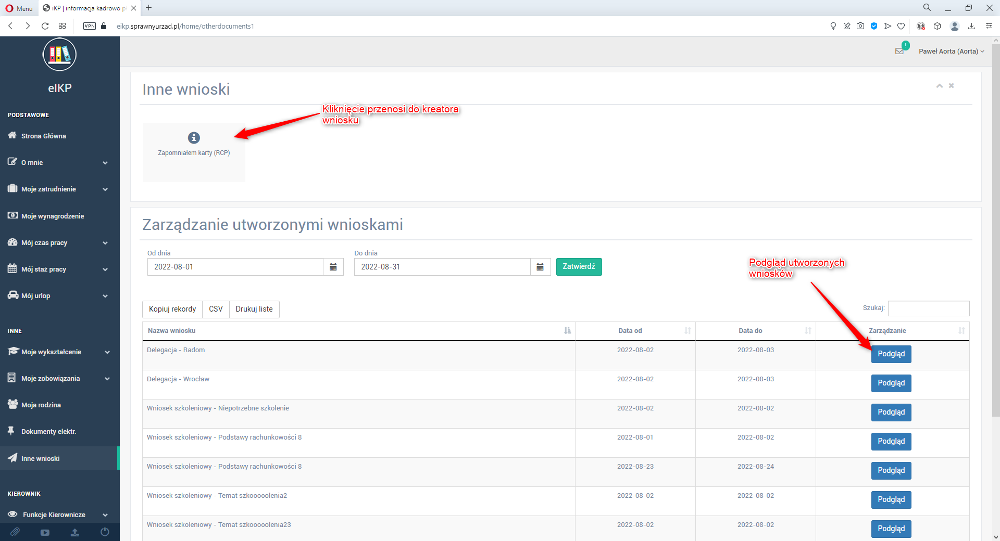 Menu
iKP | informacja kadrowo p
VPN
eikp.sprawnyurzad.pl/home/otherdocuments1
eIKP
PODSTAWOWE
Strona Główna
O mnie
Moje zatrudnienie
Moje wynagrodzenie
Mój czas pracy
Mój staż pracy
Mój urlop
INNE
Moje wykształcenie
Moje zobowiązania
Moja rodzina
Dokumenty elektr.
Inne wnioski
KIEROWNIK
Funkcje Kierownicze
!
Paweł Aorta (Aorta)
Inne wnioski
Kliknięcie przenosi do kreatora
wniosku
Zapomniałem karty (RCP)
Zarządzanie utworzonymi wnioskami
Od dnia
Do dnia
2022-08-01
2022-08-31
Zatwierdź
Podgląd utworzonych
wniosków
Kopiuj rekordy
CSV
Drukuj liste
Szukaj:
Nazwa wniosku Data od Data do Zarządzanie
Delegacja - Radom 2022-08-02 2022-08-03 Podgląd
Delegacja - Wrocław 2022-08-02 2022-08-03 Podgląd
Wniosek szkoleniowy - Niepotrzebne szkolenie 2022-08-02 2022-08-02 Podgląd
Wniosek szkoleniowy - Podstawy rachunkowości 8 2022-08-01 2022-08-02 Podgląd
Wniosek szkoleniowy - Podstawy rachunkowości 8 2022-08-23 2022-08-24 Podgląd
Wniosek szkoleniowy - Temat szkooooolenia2 2022-08-02 2022-08-02 Podgląd
Wniosek szkoleniowy - Temat szkooooolenia23 2022-08-02 2022-08-02 Podgląd